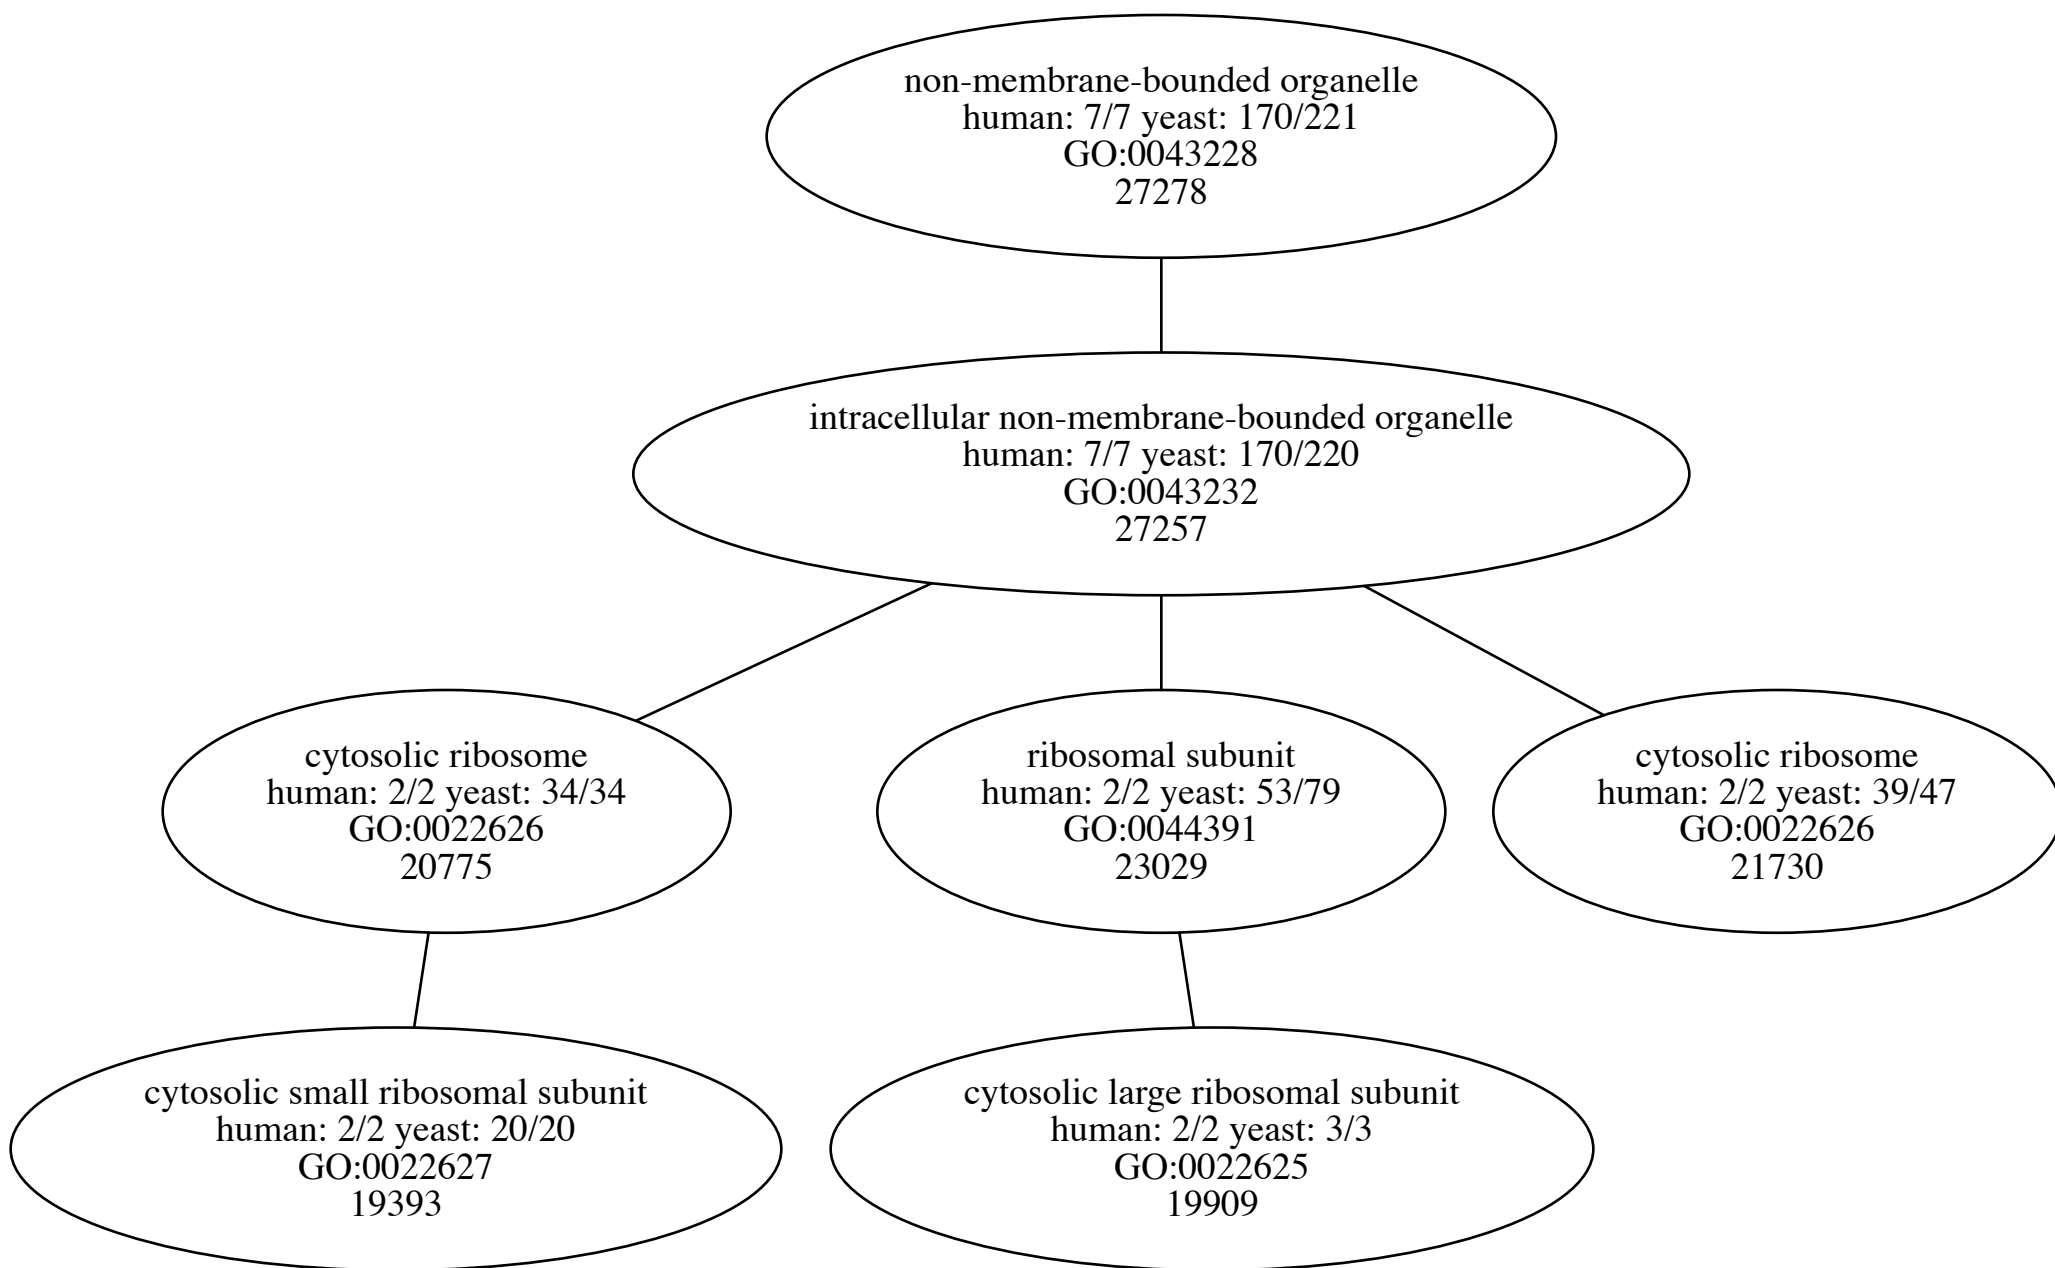 non-membrane-bounded organelle
human: 7/7 yeast: 170/221
GO:0043228
27278
intracellular non-membrane-bounded organelle
human: 7/7 yeast: 170/220
GO:0043232
27257
cytosolic ribosome
human: 2/2 yeast: 34/34
GO:0022626
20775
ribosomal subunit
human: 2/2 yeast: 53/79
GO:0044391
23029
cytosolic ribosome
human: 2/2 yeast: 39/47
GO:0022626
21730
cytosolic small ribosomal subunit
human: 2/2 yeast: 20/20
GO:0022627
19393
cytosolic large ribosomal subunit
human: 2/2 yeast: 3/3
GO:0022625
19909